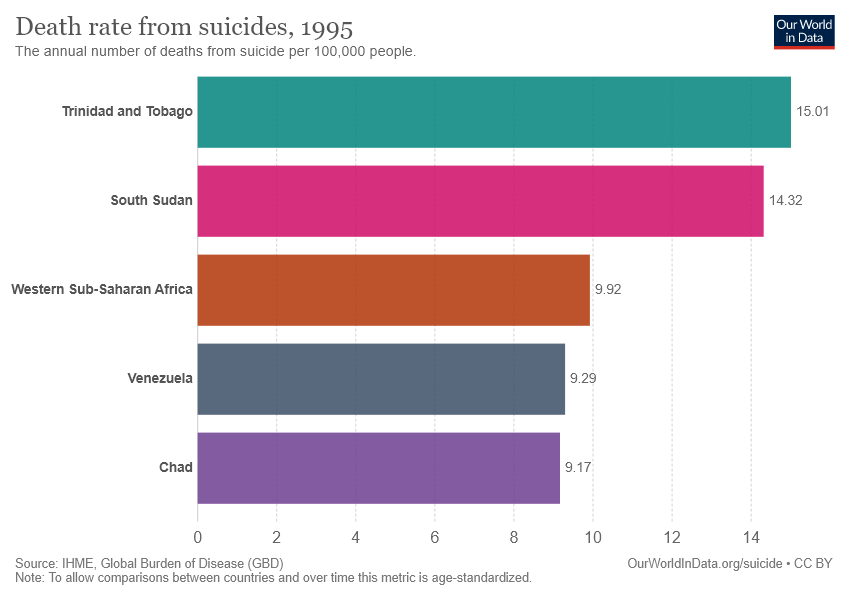 Death rate from suicides, 1995
The annual number of deaths from suicide per 100,000 people.
Our World
in Data
Trinidad and Tobago
15.01
South Sudan
14.32
Western Sub-Saharan Africa
9.92
Venezuela
9.29
Chad
9.17
0 2 4 6 8 10 12 14
Source: IHME, Global Burden of Disease (GBD)
OurWorldInData.org/suicide • CC BY
Note: To allow comparisons between countries and over time this metric is age-standardized.